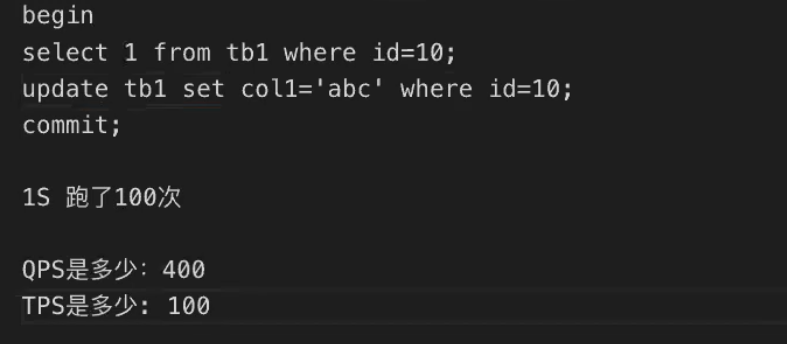 begin
select 1 from tb1 where id=10;
update tb1 set col1='abc' where id=10;
commit;
1S 跑了100次
QPS是多少：400
TPS是多少: 100